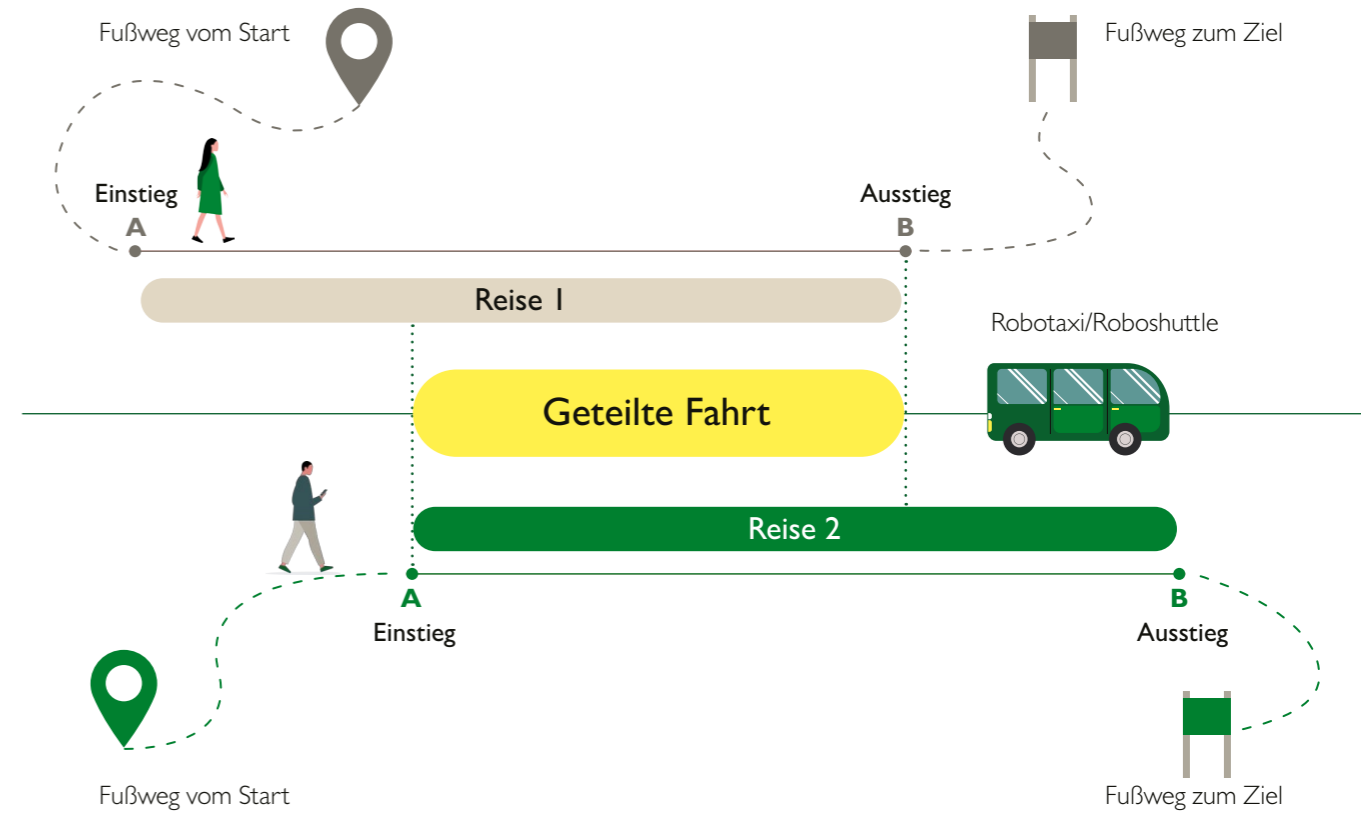 Fußweg vom Start
Fußweg zum Ziel
Einstieg
A
Ausstieg
B
Reise 1
Robotaxi/Roboshuttle
Geteilte Fahrt
Reise 2
A
Einstieg
B
Ausstieg
Fußweg vom Start
Fußweg zum Ziel